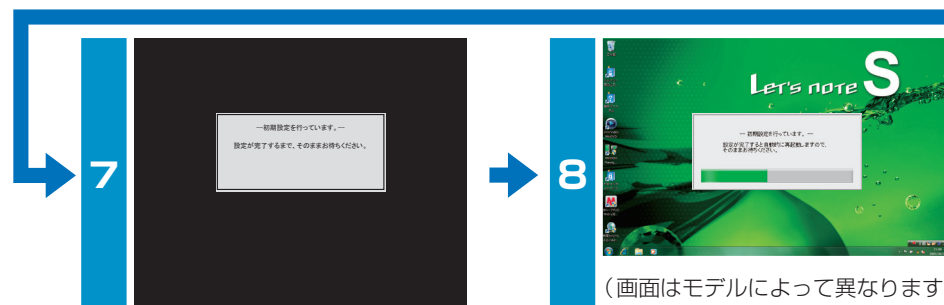 7
―初期設定を行っています。―
設定が完了するまで、そのままお待ちください。
8
Let's note S
― 初期設定を行っています。 ―
設定が完了すると自動的に再起動しますので、
そのままお待ちください。
(画面はモデルによって異なります